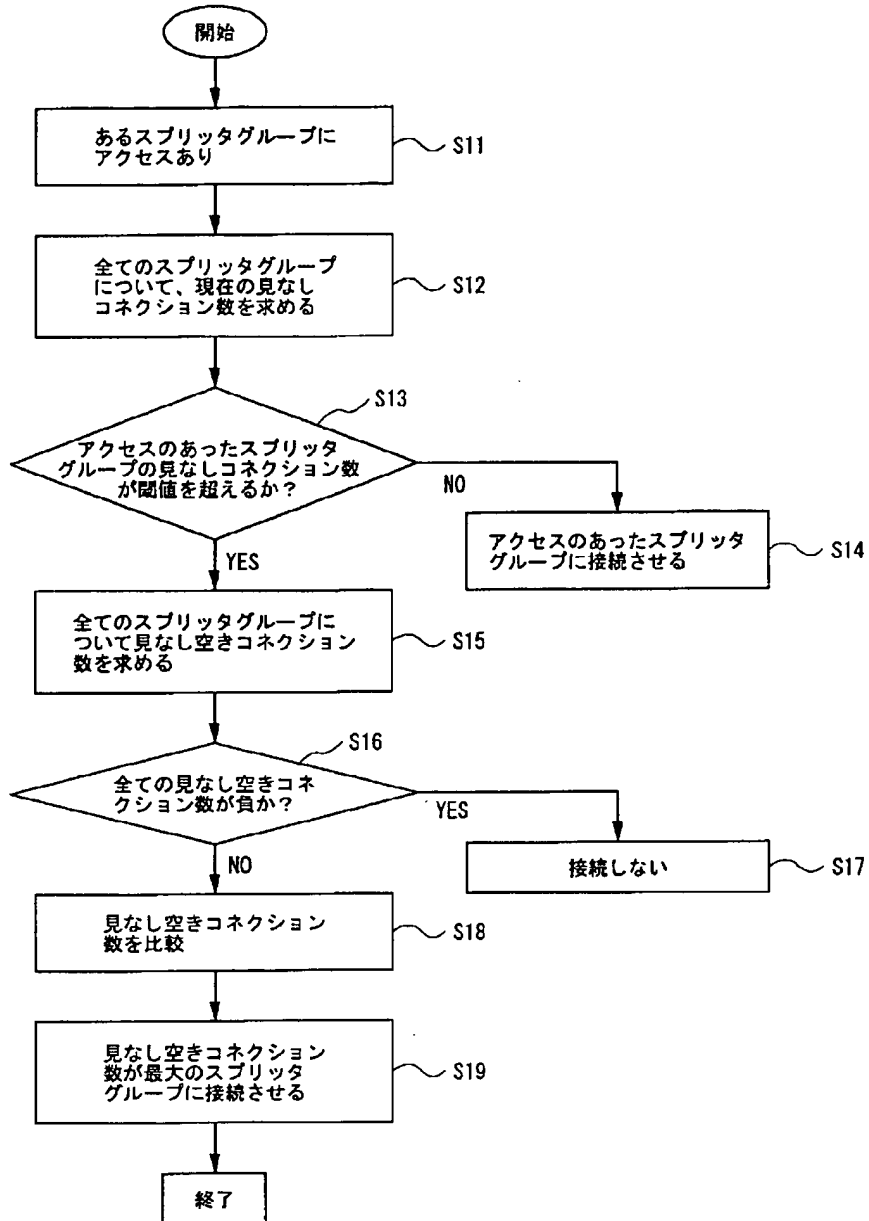 開始
あるスプリッタグループに
アクセスあり
S11
全てのスプリッタグループ
について、現在の見なし
コネクション数を求める
S12
S13
アクセスのあったスプリッタ
グループの見なしコネクション数
が閾値を超えるか？
NO
YES
アクセスのあったスプリッタ
グループに接続させる
S14
全てのスプリッタグループに
ついて見なし空きコネクション
数を求める
S15
S16
全ての見なし空きコネ
クション数が負か？
YES
NO
接続しない
S17
見なし空きコネクション
数を比較
S18
見なし空きコネクション
数が最大のスプリッタ
グループに接続させる
S19
終了